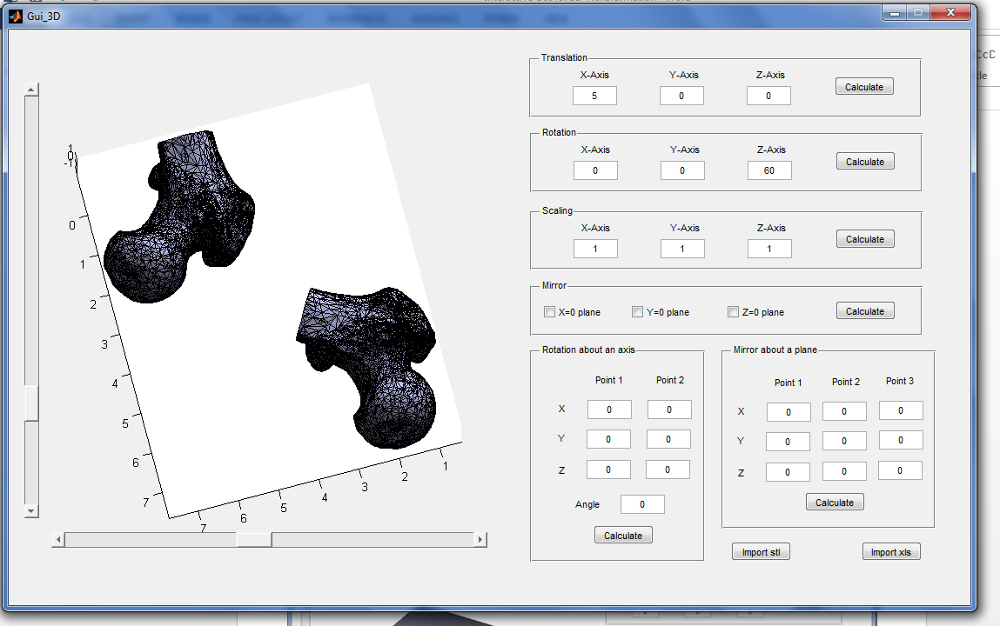 Gui_3D
Translation
X-Axis Y-Axis Z-Axis
5 0 0 Calculate
Rotation
X-Axis Y-Axis Z-Axis
0 0 60 Calculate
Scaling
X-Axis Y-Axis Z-Axis
1 1 1 Calculate
Mirror
X=0 plane Y=0 plane Z=0 plane Calculate
Rotation about an axis
Point 1 Point 2
X 0 0
Y 0 0
Z 0 0
Angle 0
Calculate
Mirror about a plane
Point 1 Point 2 Point 3
X 0 0 0
Y 0 0 0
Z 0 0 0
Calculate
Import stl Import xls
0
1
2
3
4
5
6
7
7 6 5 4 3 2 1
CcD